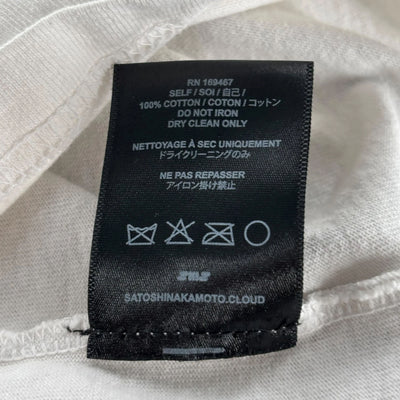 RN 169467
SELF / SOI / 自己 /
100% COTTON / COTON / コットン
DO NOT IRON
DRY CLEAN ONLY
NETTOYAGE À SEC UNIQUEMENT
ドライクリーニングのみ
NE PAS REPASSER
アイロン掛け禁止
SMS
SATOSHINAKAMOTO.CLOUD